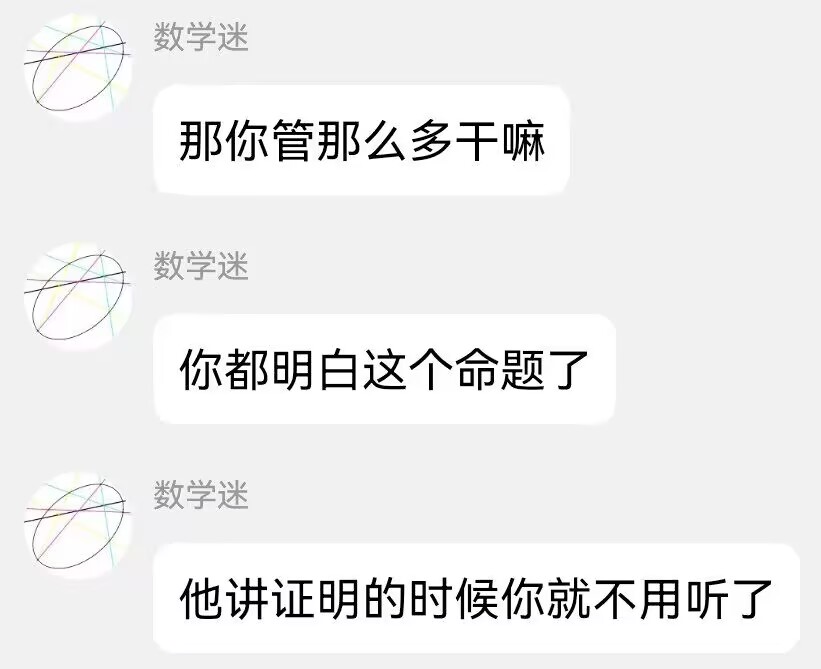 数学迷
那你管那么多干嘛
数学迷
你都明白这个命题了
数学迷
他讲证明的时候你就不用听了